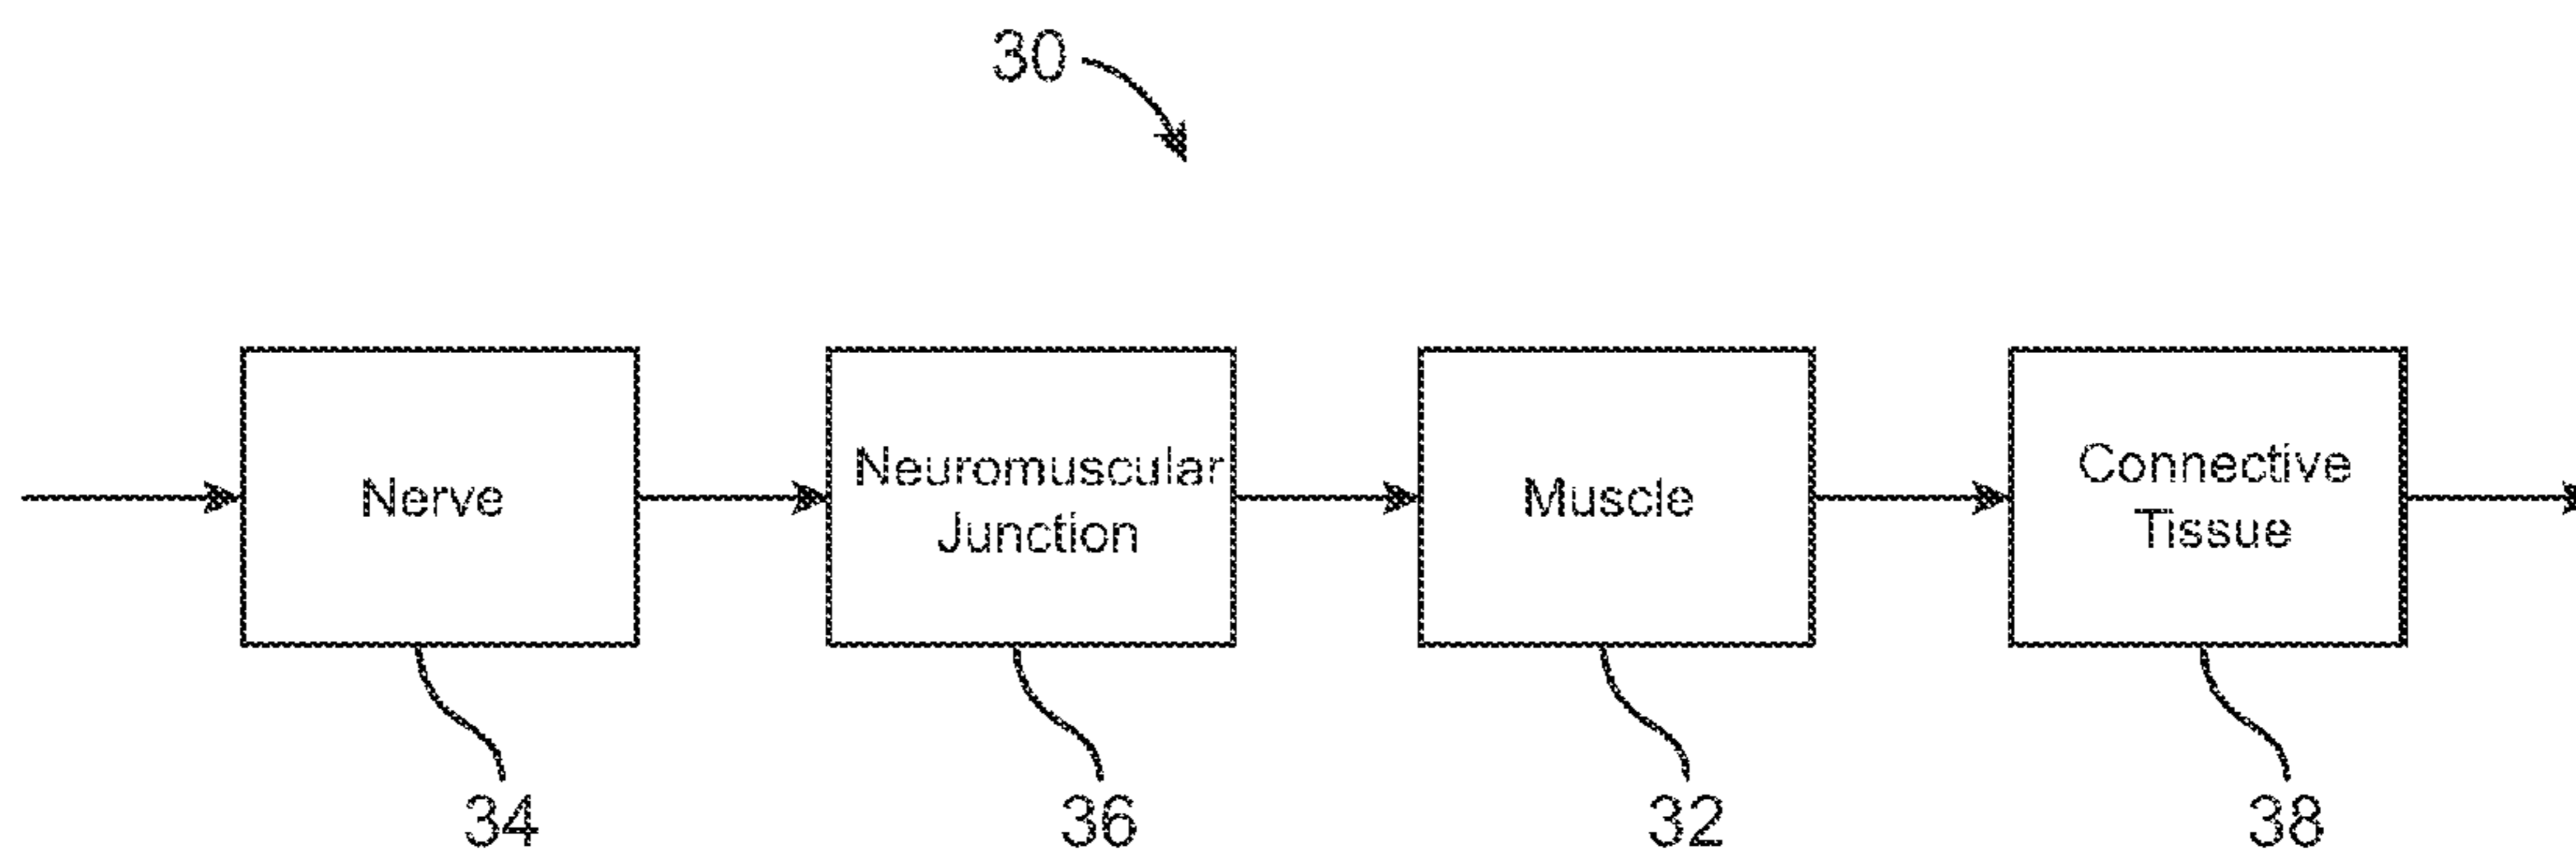 30
Nerve
Neuromuscular
Junction
Muscle
Connective
Tissue
34
36
32
38